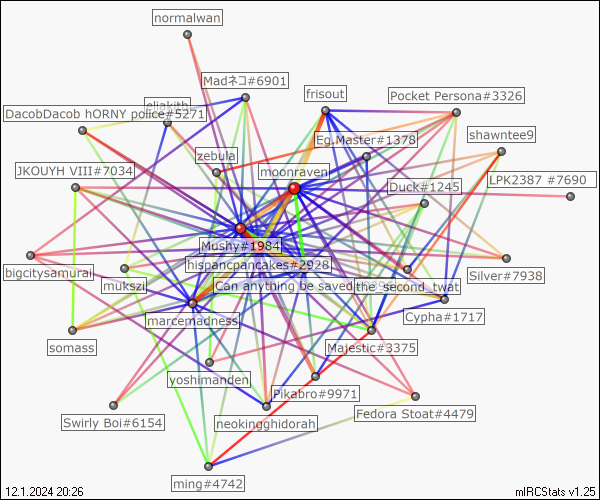 normalwan
Madネコ#6901
frisout
Pocket Persona#3326
eliakith
DacobDacob hORNY police#5271
Eg.Master#1378
shawntee9
zebula
JKOUYH VIII#7034
moonraven
LPK2387 #7690
Duck#1245
Mushy#1984
bigcitysamurai
hispancpancakes#2928
Silver#7938
mukszi
Can anything be saved
the_second_twat
marcemadness
Cypha#1717
somass
Majestic#3375
yoshimanden
Pikabro#9971
Swirly Boi#6154
neokingghidorah
Fedora Stoat#4479
ming#4742
12.1.2024 20:26
mIRCStats v1.25